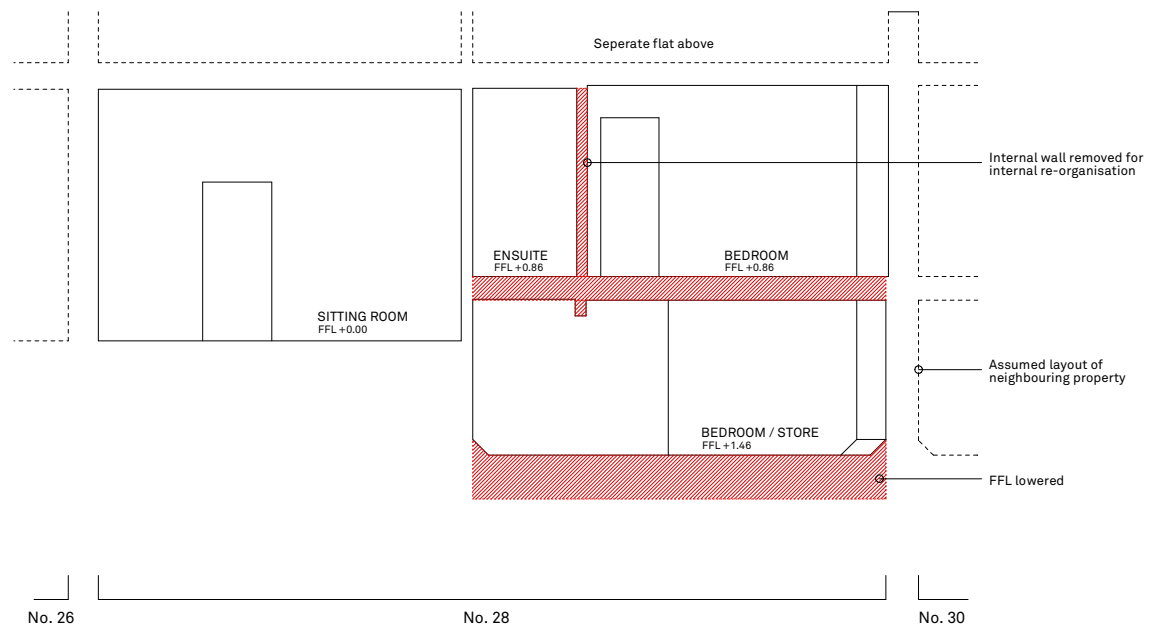 Seperate flat above
Internal wall removed for
internal re-organisation
ENSUITE
FFL +0.86
BEDROOM
FFL +0.86
SITTING ROOM
FFL +0.00
Assumed layout of
neighbouring property
BEDROOM / STORE
FFL +1.46
FFL lowered
No. 26
No. 28
No. 30